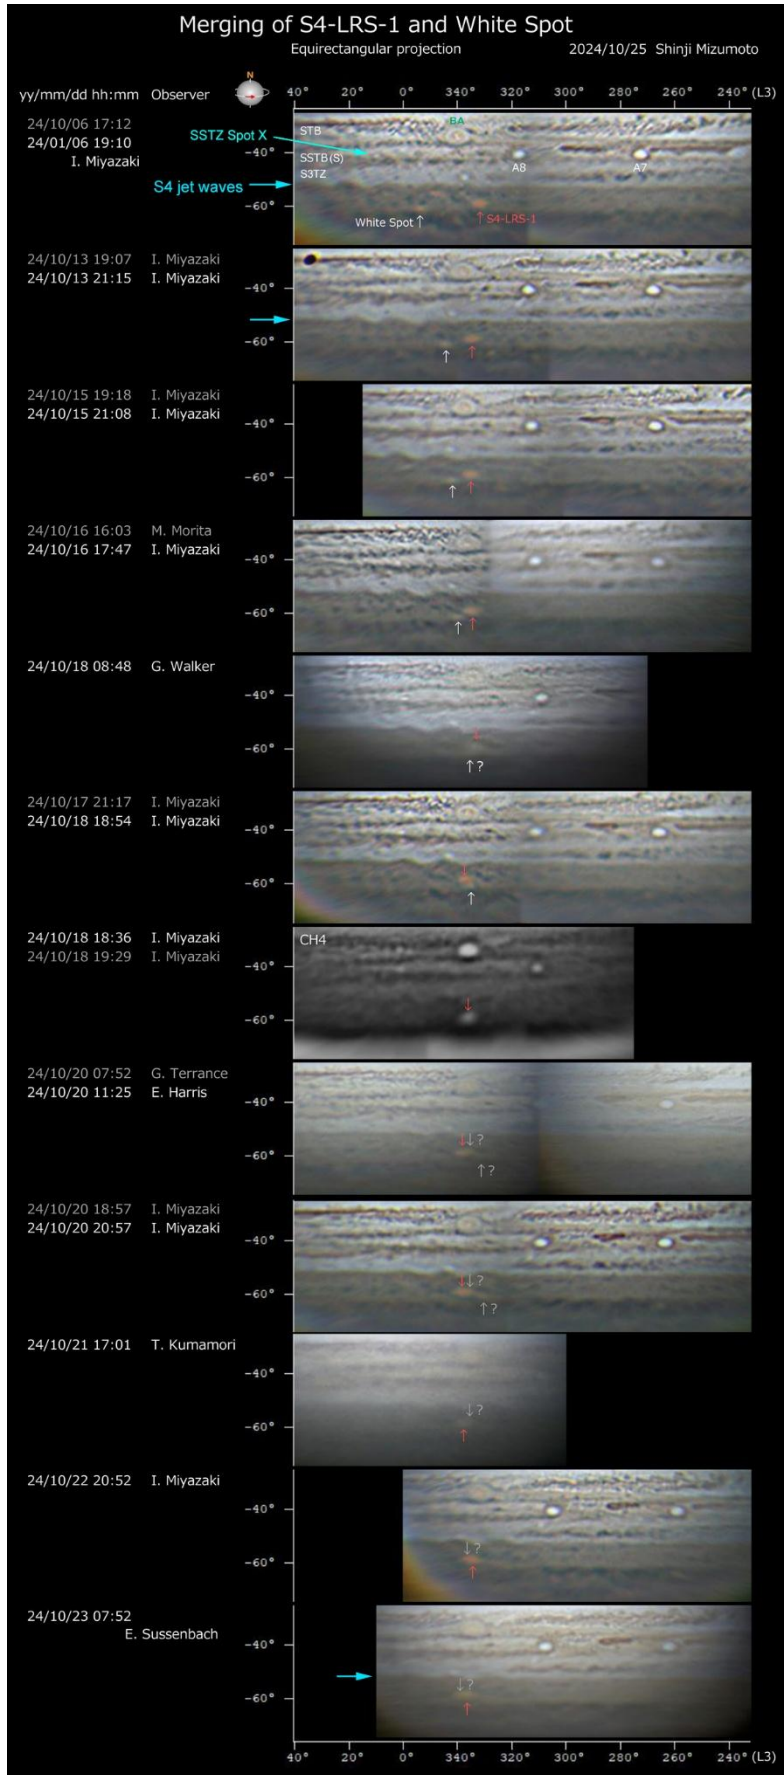 Merging of S4-LRS-1 and White Spot
Equirectangular projection 2024/10/25 Shinji Mizumoto
yy/mm/dd hh:mm Observer N 40° 20° 0° 340° 320° 300° 280° 260° 240° (L3)
24/10/06 17:12
24/01/06 19:10
I. Miyazaki
SSTZ Spot X
S4 jet waves
STB BA
-40° SSTB(S) A8 A7
S3TZ
-60° White Spot↑ ↑S4-LRS-1
24/10/13 19:07 I. Miyazaki
24/10/13 21:15 I. Miyazaki
-40°
-60° ↑ ↑
24/10/15 19:18 I. Miyazaki
24/10/15 21:08 I. Miyazaki
-40°
-60° ↑ ↑
24/10/16 16:03 M. Morita
24/10/16 17:47 I. Miyazaki
-40°
-60° ↑ ↑
24/10/18 08:48 G. Walker
-40°
↓
-60° ↑?
24/10/17 21:17 I. Miyazaki
24/10/18 18:54 I. Miyazaki
-40°
↓
-60° ↑
24/10/18 18:36 I. Miyazaki CH4
24/10/18 19:29 I. Miyazaki
-40°
↓
-60°
24/10/20 07:52 G. Terrance
24/10/20 11:25 E. Harris
-40°
↓↓?
-60° ↑?
24/10/20 18:57 I. Miyazaki
24/10/20 20:57 I. Miyazaki
-40°
↓↓?
-60° ↑?
24/10/21 17:01 T. Kumamori
-40°
↓?
-60° ↑
24/10/22 20:52 I. Miyazaki
-40°
↓?
-60° ↑
24/10/23 07:52
E. Sussenbach
-40°
↓?
-60° ↑
40° 20° 0° 340° 320° 300° 280° 260° 240° (L3)